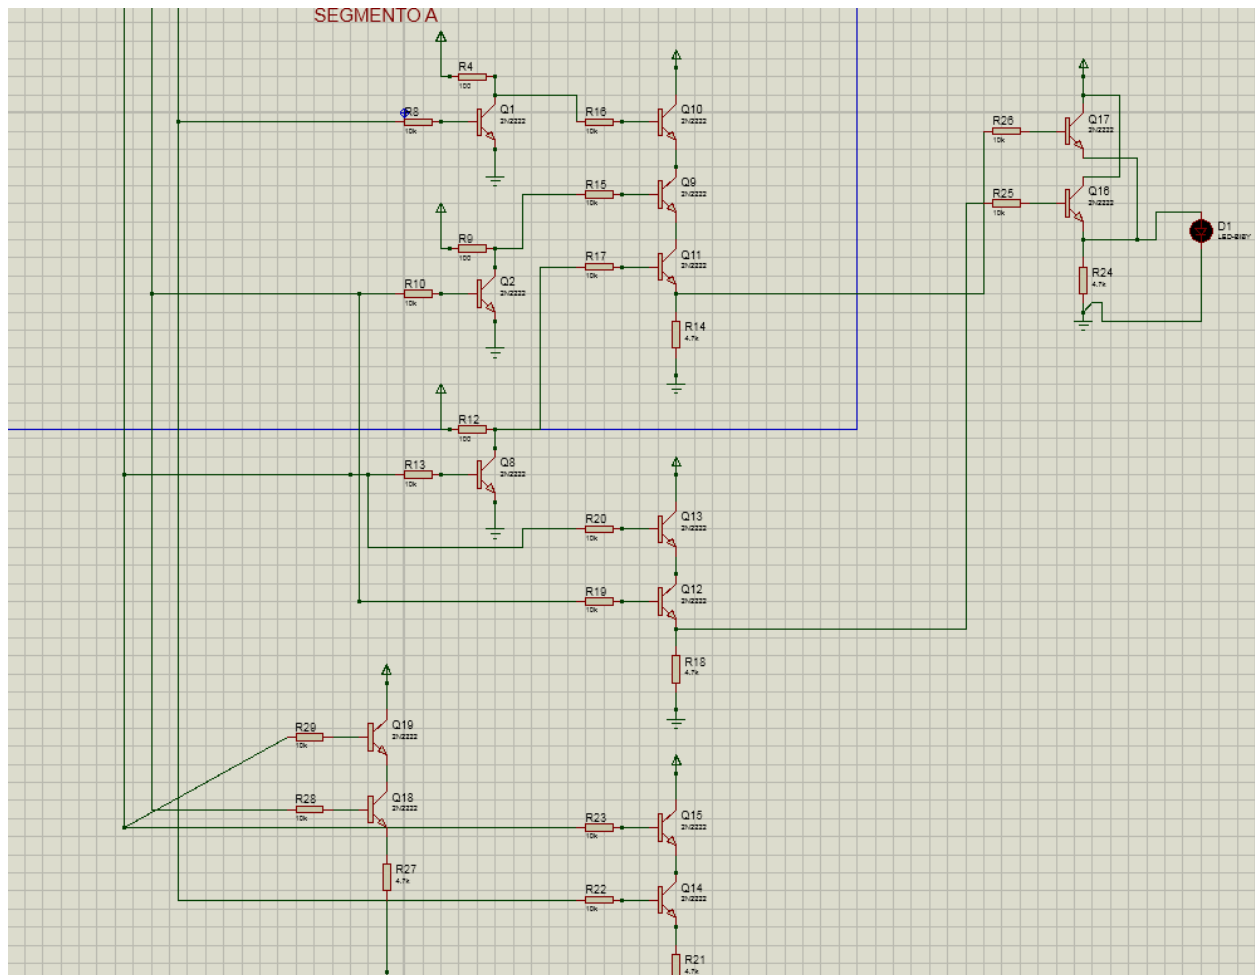 SEGMENTO A
R4
100
R8
10k
Q1
2N2222
R16
10k
Q10
2N2222
R26
10k
Q17
2N2222
R15
10k
Q9
2N2222
R25
10k
Q16
2N2222
D1
R9
100
R17
10k
Q11
2N2222
R24
4.7k
R10
10k
Q2
2N2222
R14
4.7k
R12
100
R13
10k
Q8
2N2222
R20
10k
Q13
2N2222
R19
10k
Q12
2N2222
R18
4.7k
R29
10k
Q19
2N2222
R28
10k
Q18
2N2222
R23
10k
Q15
2N2222
R27
4.7k
R22
10k
Q14
2N2222
R21
4.7k